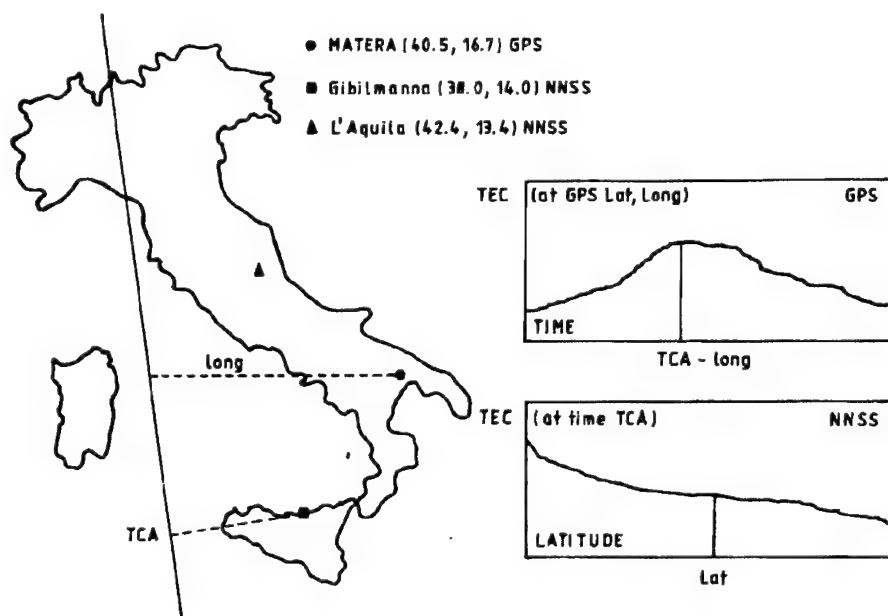 ● MATERA (40.5, 16.7) GPS
■ Gibilmanna (38.0, 14.0) NNSS
▲ L'Aquila (42.4, 13.4) NNSS
TEC (at GPS Lat, Long) GPS
TIME
TCA - long
long
TEC (at time TCA) NNSS
LATITUDE
Lat
TCA